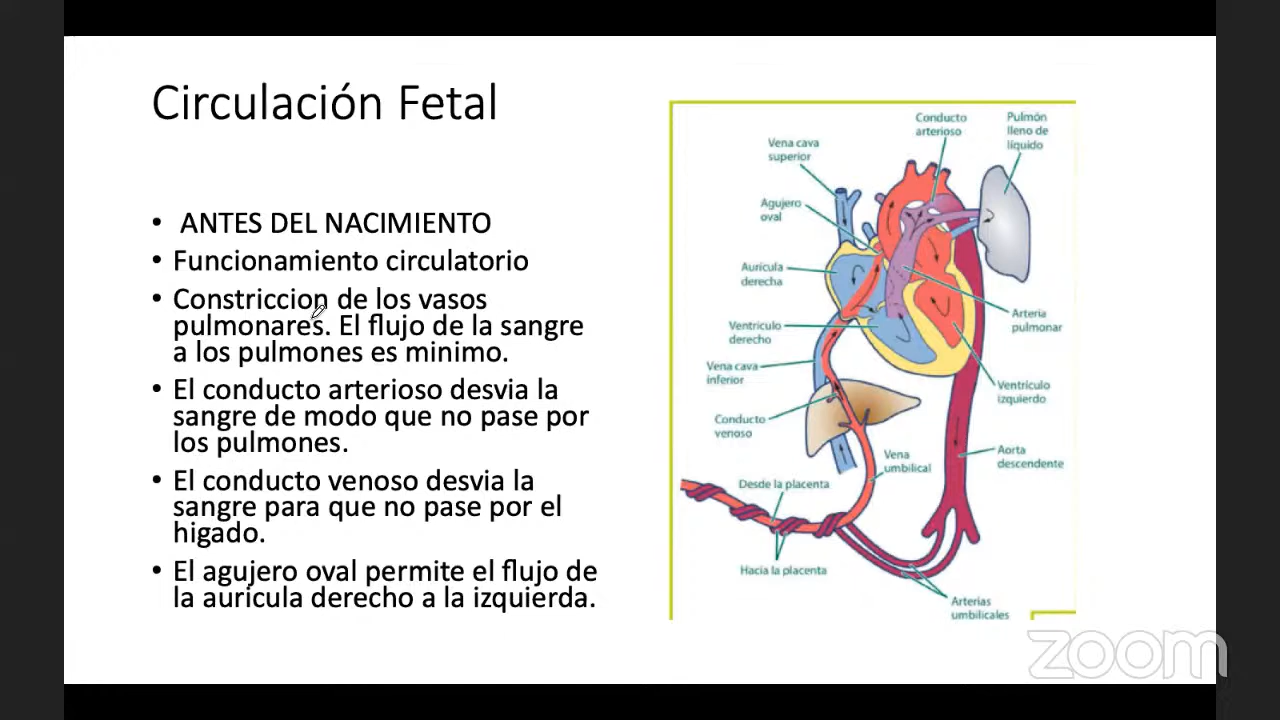 Circulación Fetal
• ANTES DEL NACIMIENTO
• Funcionamiento circulatorio
• Constriccion de los vasos
pulmonares. El flujo de la sangre
a los pulmones es minimo.
• El conducto arterioso desvia la
sangre de modo que no pase por
los pulmones.
• El conducto venoso desvia la
sangre para que no pase por el
higado.
• El agujero oval permite el flujo de
la auricula derecho a la izquierda.
Conducto
arterioso
Pulmón
lleno de
líquido
Vena cava
superior
Agujero
oval
Aurícula
derecha
Ventrículo
derecho
Vena cava
inferior
Conducto
venoso
Arteria
pulmonar
Ventrículo
izquierdo
Aorta
descendente
Vena
umbilical
Desde la placenta
Hacia la placenta
Arterias
umbilicales
zoom